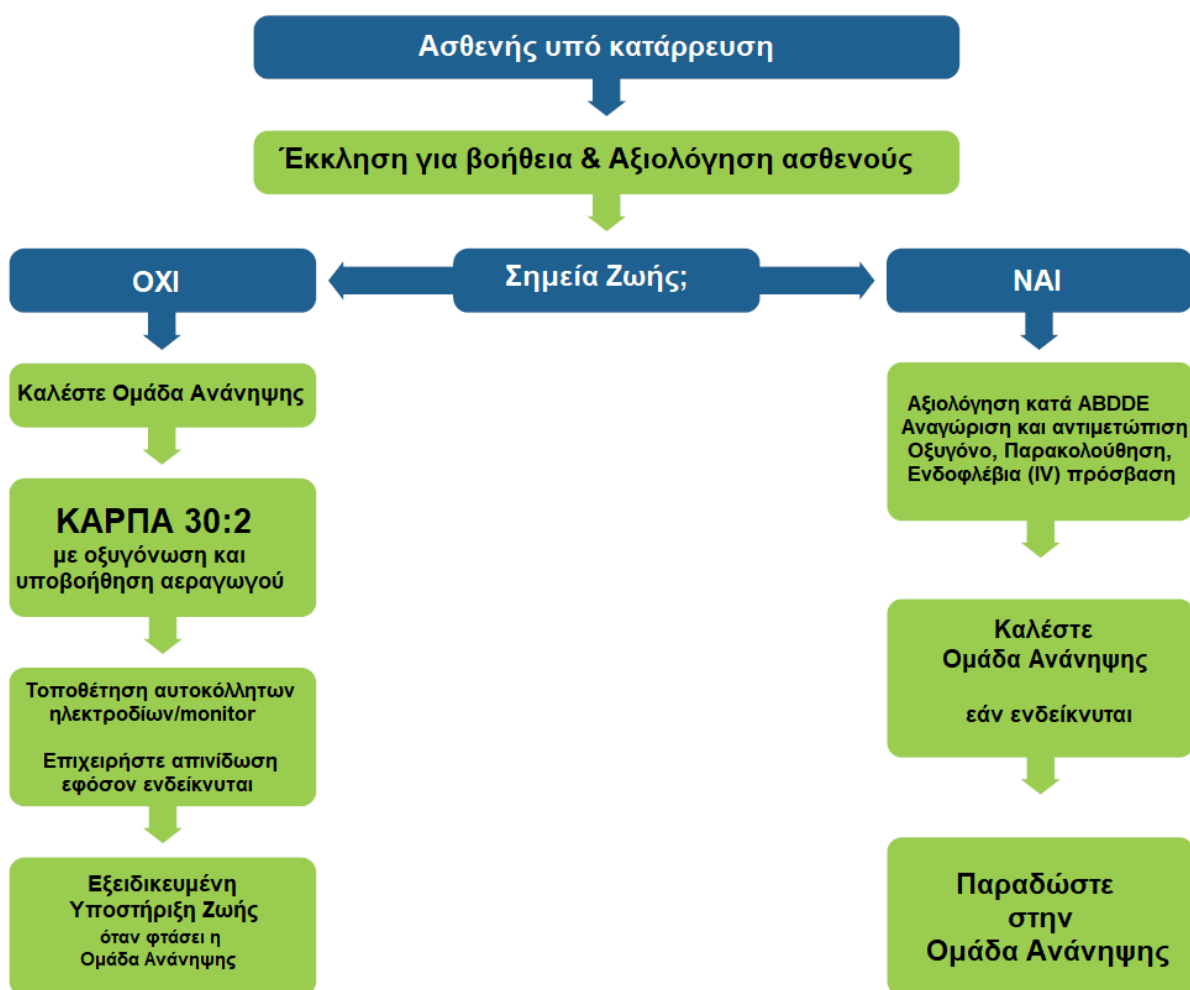 Ασθενής υπό κατάρρευση
Έκκληση για βοήθεια & Αξιολόγηση ασθενούς
ΟΧΙ
Σημεία Ζωής;
ΝΑΙ
Καλέστε Ομάδα Ανάνηψης
ΚΑΡΠΑ 30:2
με οξυγόνωση και
υποβοήθηση αεραγωγού
Τοποθέτηση αυτοκόλλητων
ηλεκτροδίων/monitor
Επιχειρήστε απινίδωση
εφόσον ενδείκνυται
Εξειδικευμένη
Υποστήριξη Ζωής
όταν φτάσει η
Ομάδα Ανάνηψης
Αξιολόγηση κατά ABDDE
Αναγώριση και αντιμετώπιση
Οξυγόνο, Παρακολούθηση,
Ενδοφλέβια (IV) πρόσβαση
Καλέστε
Ομάδα Ανάνηψης
εάν ενδείκνυται
Παραδώστε
στην
Ομάδα Ανάνηψης